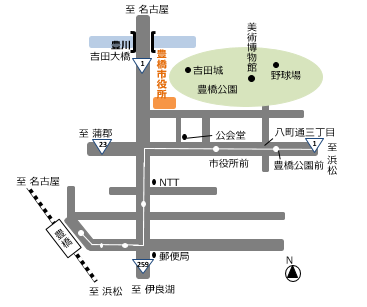 至 名古屋
豊川
吉田大橋
1
豊橋市役所
美術博物館
吉田城
野球場
豊橋公園
至 蒲郡
23
公会堂
八町通三丁目
1
至 浜松
市役所前
豊橋公園前
至 名古屋
NTT
豊橋
郵便局
259
至 浜松
至 伊良湖
N